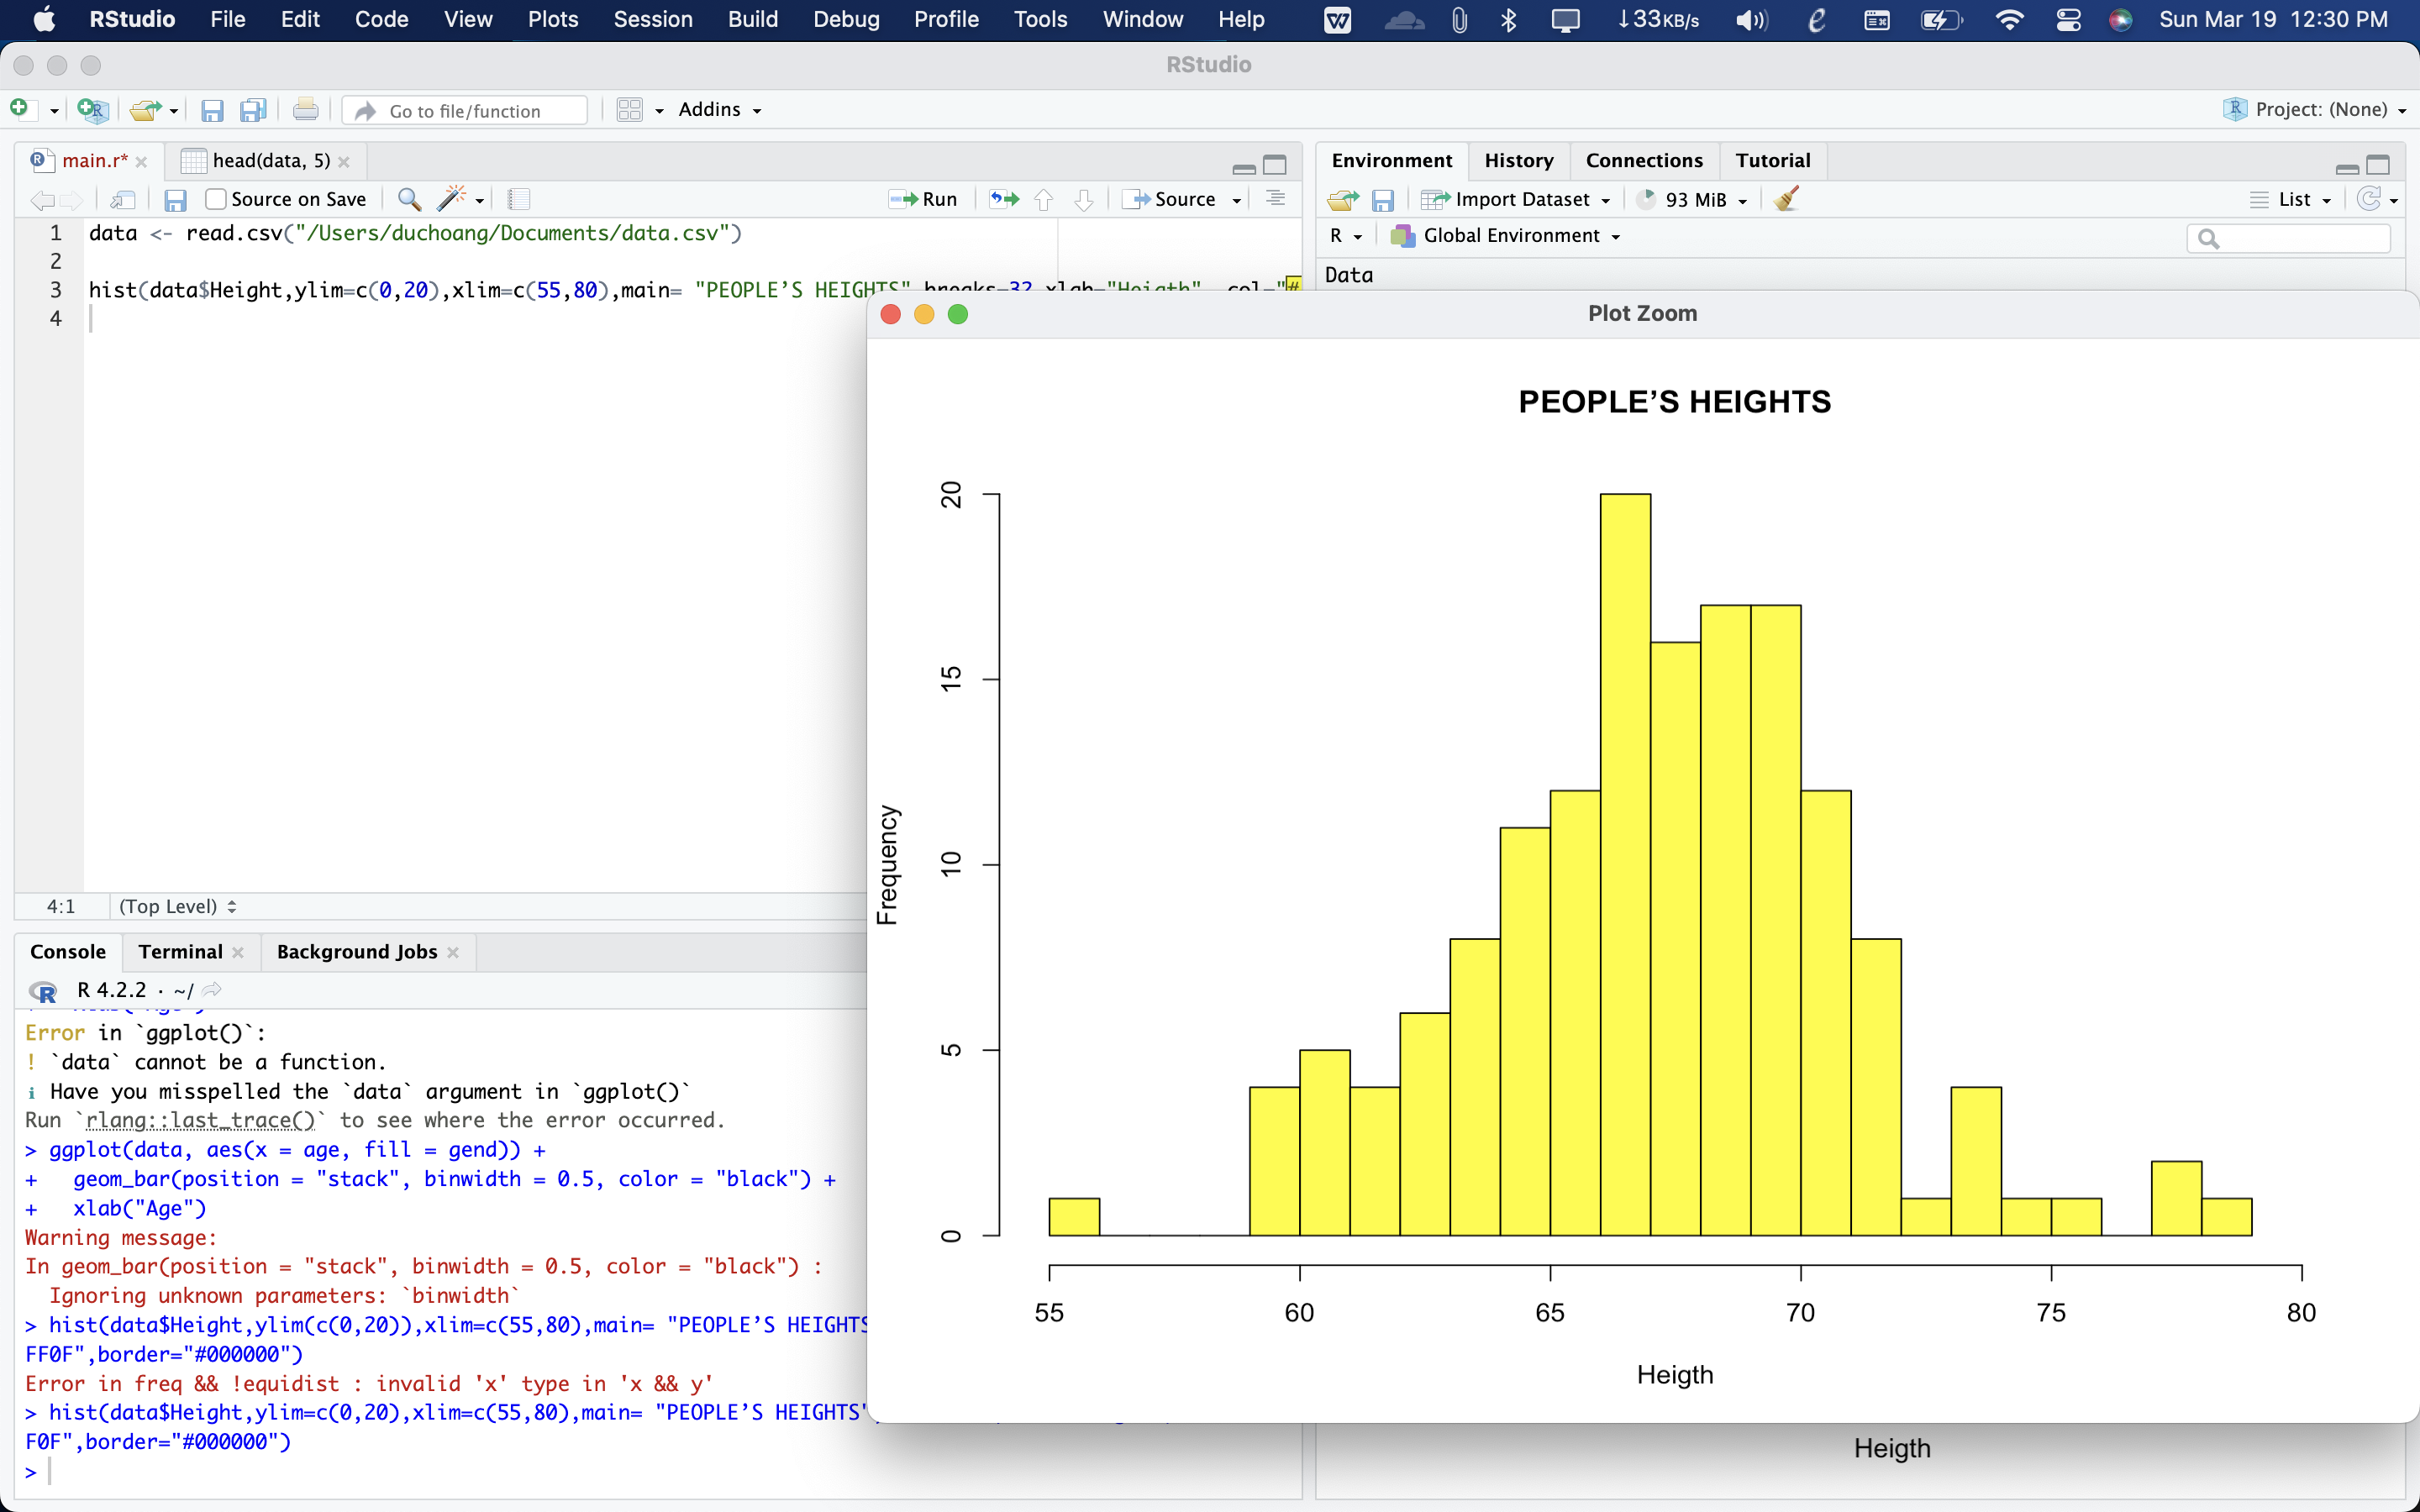 RStudio File Edit Code View Plots Session Build Debug Profile Tools Window Help ↓33KB/s Sun Mar 19 12:30 PM
RStudio
Go to file/function Addins Project: (None)
main.r* head(data, 5)
Source on Save Run Source
1 data <- read.csv("/Users/duchoang/Documents/data.csv")
2
3 hist(data$Height,ylim=c(0,20),xlim=c(55,80),main= "PEOPLE’S HEIGHTS",breaks=32,xlab="Heigth", col="#
4
4:1 (Top Level)
Environment History Connections Tutorial
Import Dataset 93 MiB List
R Global Environment
Data
Console Terminal Background Jobs
R 4.2.2 · ~/
Error in `ggplot()`:
! `data` cannot be a function.
i Have you misspelled the `data` argument in `ggplot()`
Run `rlang::last_trace()` to see where the error occurred.
> ggplot(data, aes(x = age, fill = gend)) +
+ geom_bar(position = "stack", binwidth = 0.5, color = "black") +
+ xlab("Age")
Warning message:
In geom_bar(position = "stack", binwidth = 0.5, color = "black") :
Ignoring unknown parameters: `binwidth`
> hist(data$Height,ylim(c(0,20)),xlim=c(55,80),main= "PEOPLE’S HEIGHTS
FF0F",border="#000000")
Error in freq && !equidist : invalid 'x' type in 'x && y'
> hist(data$Height,ylim=c(0,20),xlim=c(55,80),main= "PEOPLE’S HEIGHTS",
F0F",border="#000000")
>
Plot Zoom
PEOPLE’S HEIGHTS
Frequency
20
15
10
5
0
55 60 65 70 75 80
Heigth
Heigth